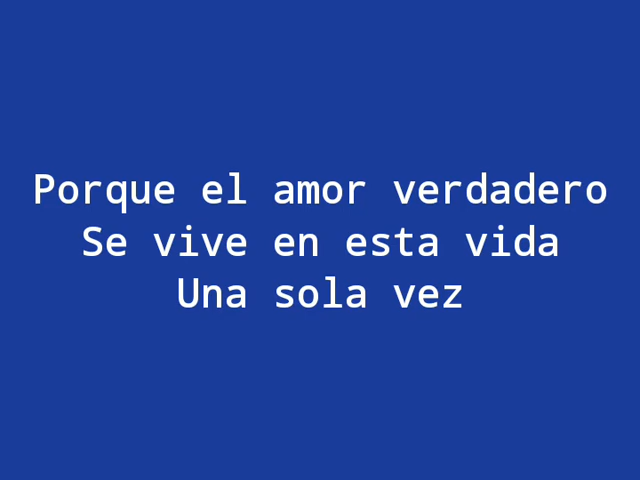 Porque el amor verdadero
Se vive en esta vida
Una sola vez